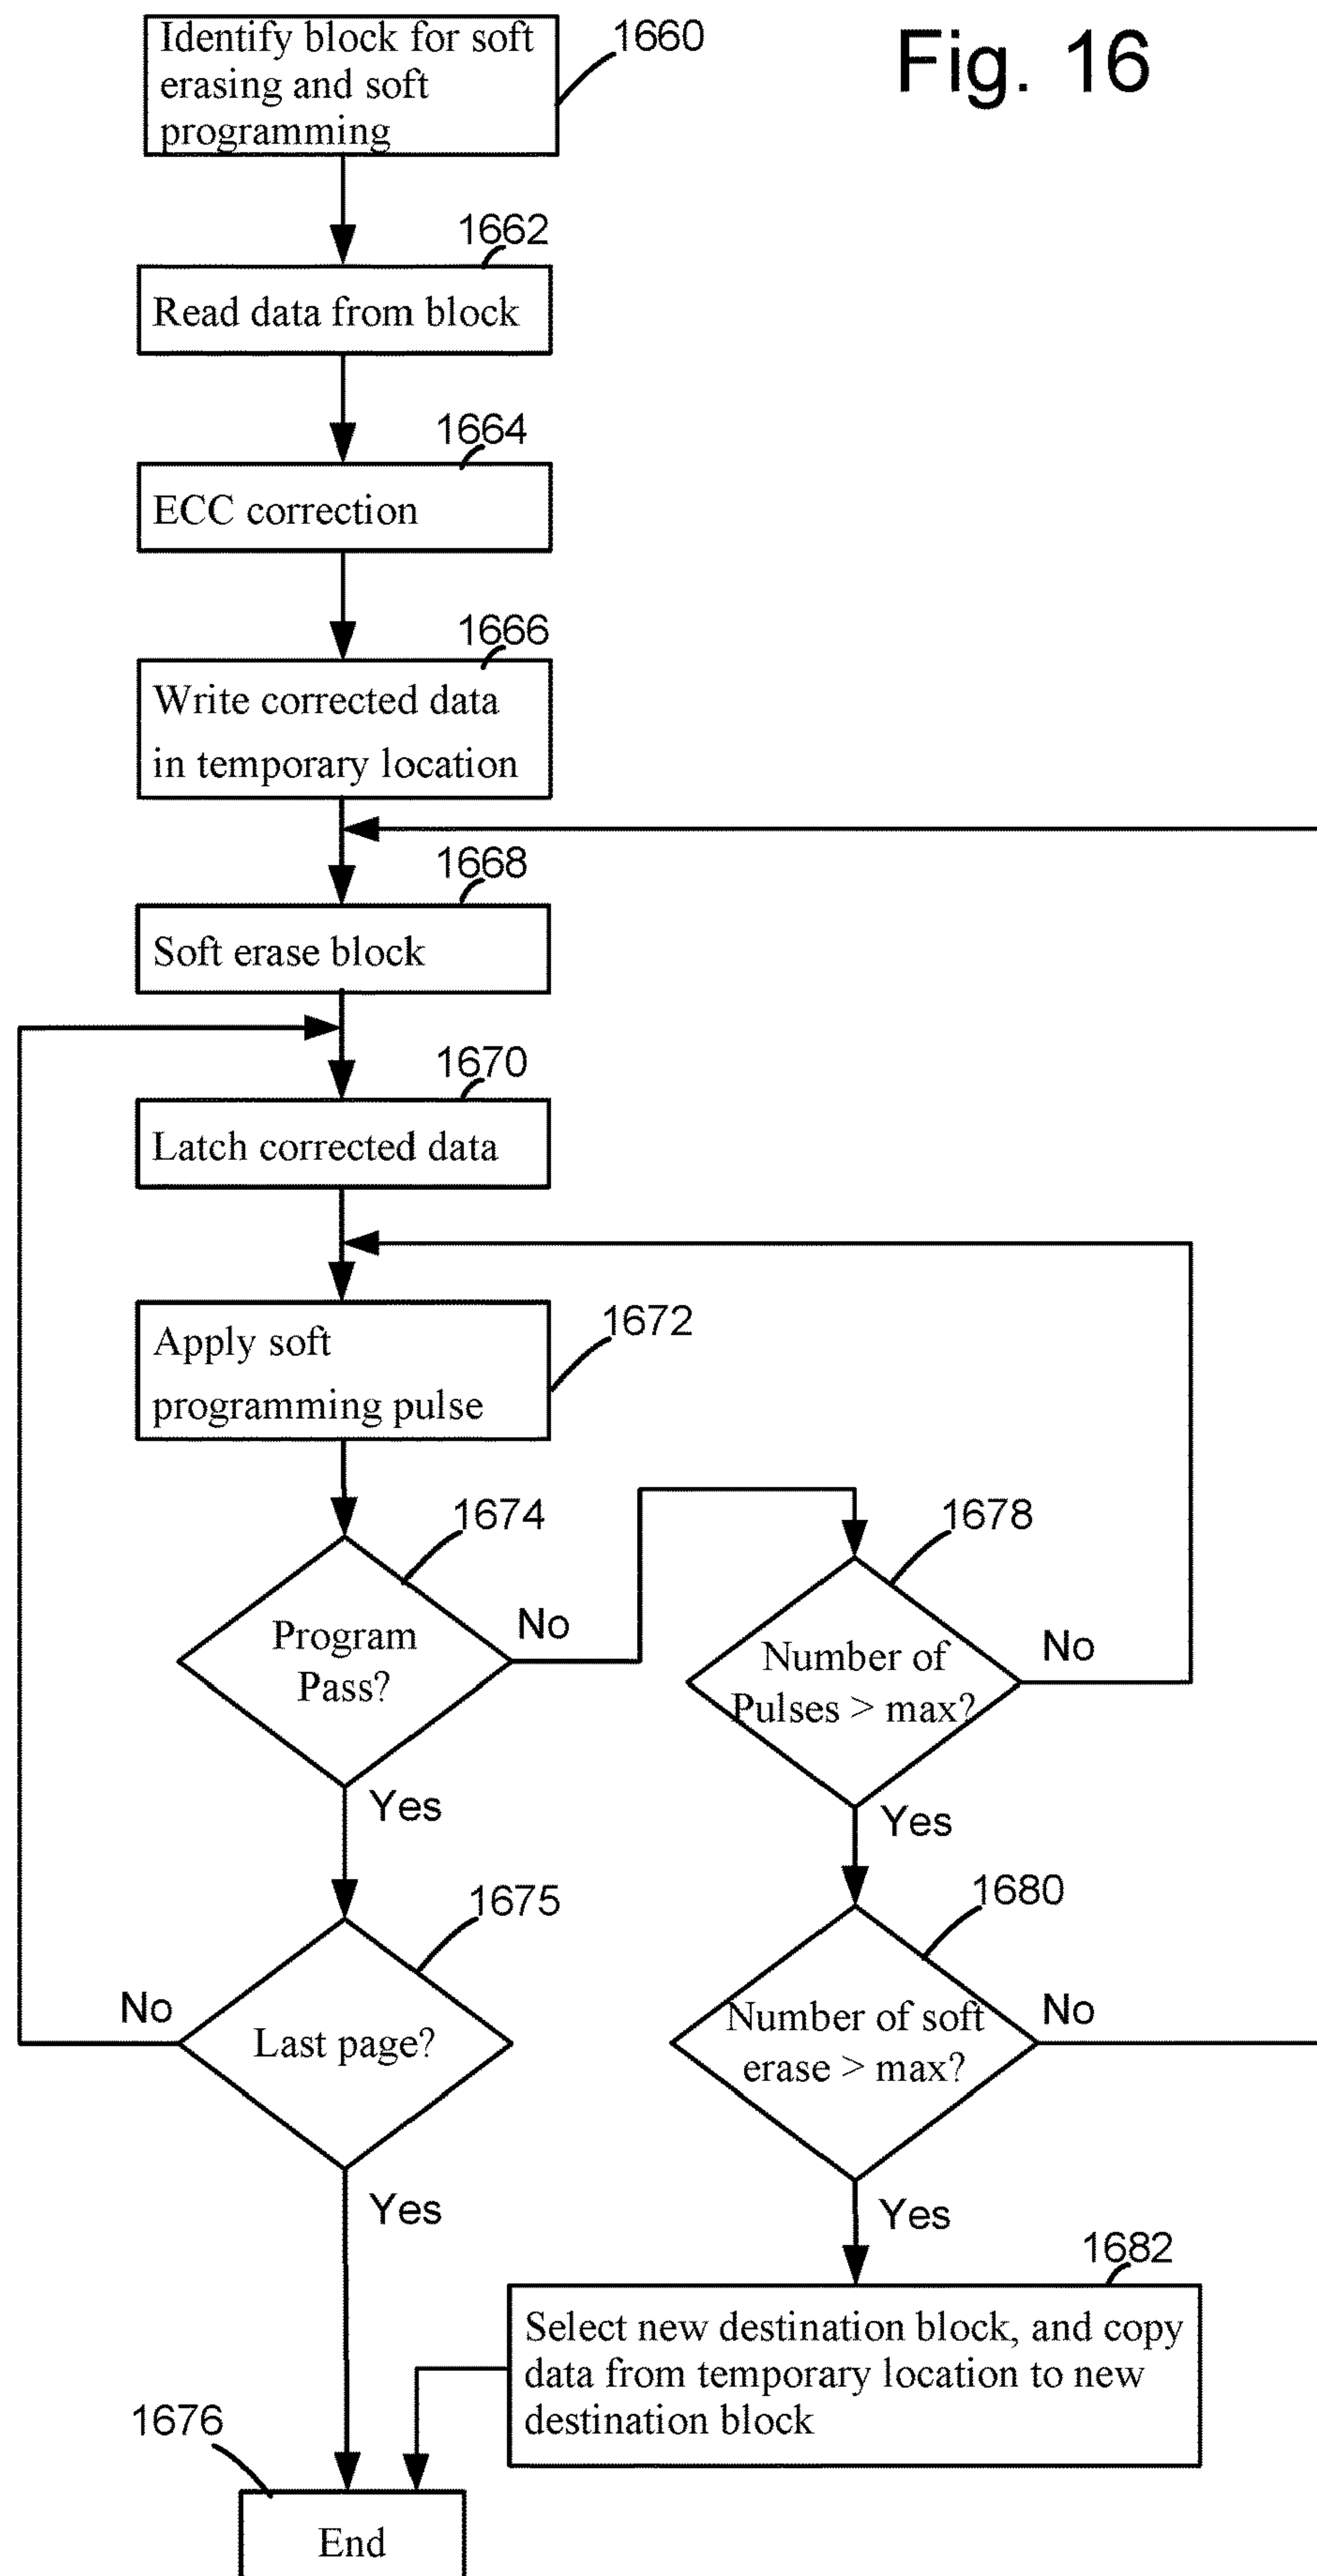 Fig. 16
Identify block for soft
erasing and soft
programming
1660
1662
Read data from block
1664
ECC correction
1666
Write corrected data
in temporary location
1668
Soft erase block
1670
Latch corrected data
Apply soft
programming pulse
1672
1674
Program
Pass?
No
Yes
1678
Number of
Pulses > max?
No
Yes
1675
Last page?
No
Yes
1680
Number of soft
erase > max?
No
Yes
1682
Select new destination block, and copy
data from temporary location to new
destination block
1676
End